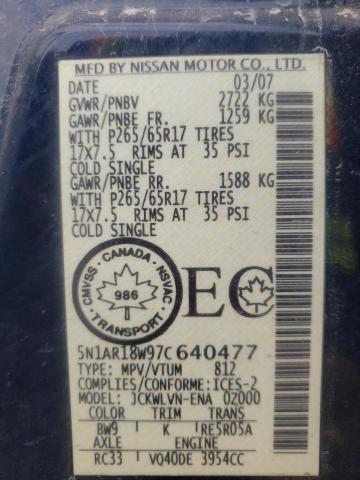 MFD BY NISSAN MOTOR CO., LTD.
DATE 03/07
GVWR/PNBV 2722 KG
GAWR/PNBE FR. 1259 KG
WITH P265/65R17 TIRES
17X7.5 RIMS AT 35 PSI
COLD SINGLE
GAWR/PNBE RR. 1588 KG
WITH P265/65R17 TIRES
17X7.5 RIMS AT 35 PSI
COLD SINGLE
CANADA
CMVSS NSVAC
986
TRANSPORT
EC
5N1AR18W97C640477
TYPE: MPV/VTUM 812
COMPLIES/CONFORME:ICES-2
MODEL: JCKWLVN-ENA 0Z000
COLOR TRIM TRANS
BW9 K RE5R05A
AXLE ENGINE
RC33 VQ40DE 3954CC